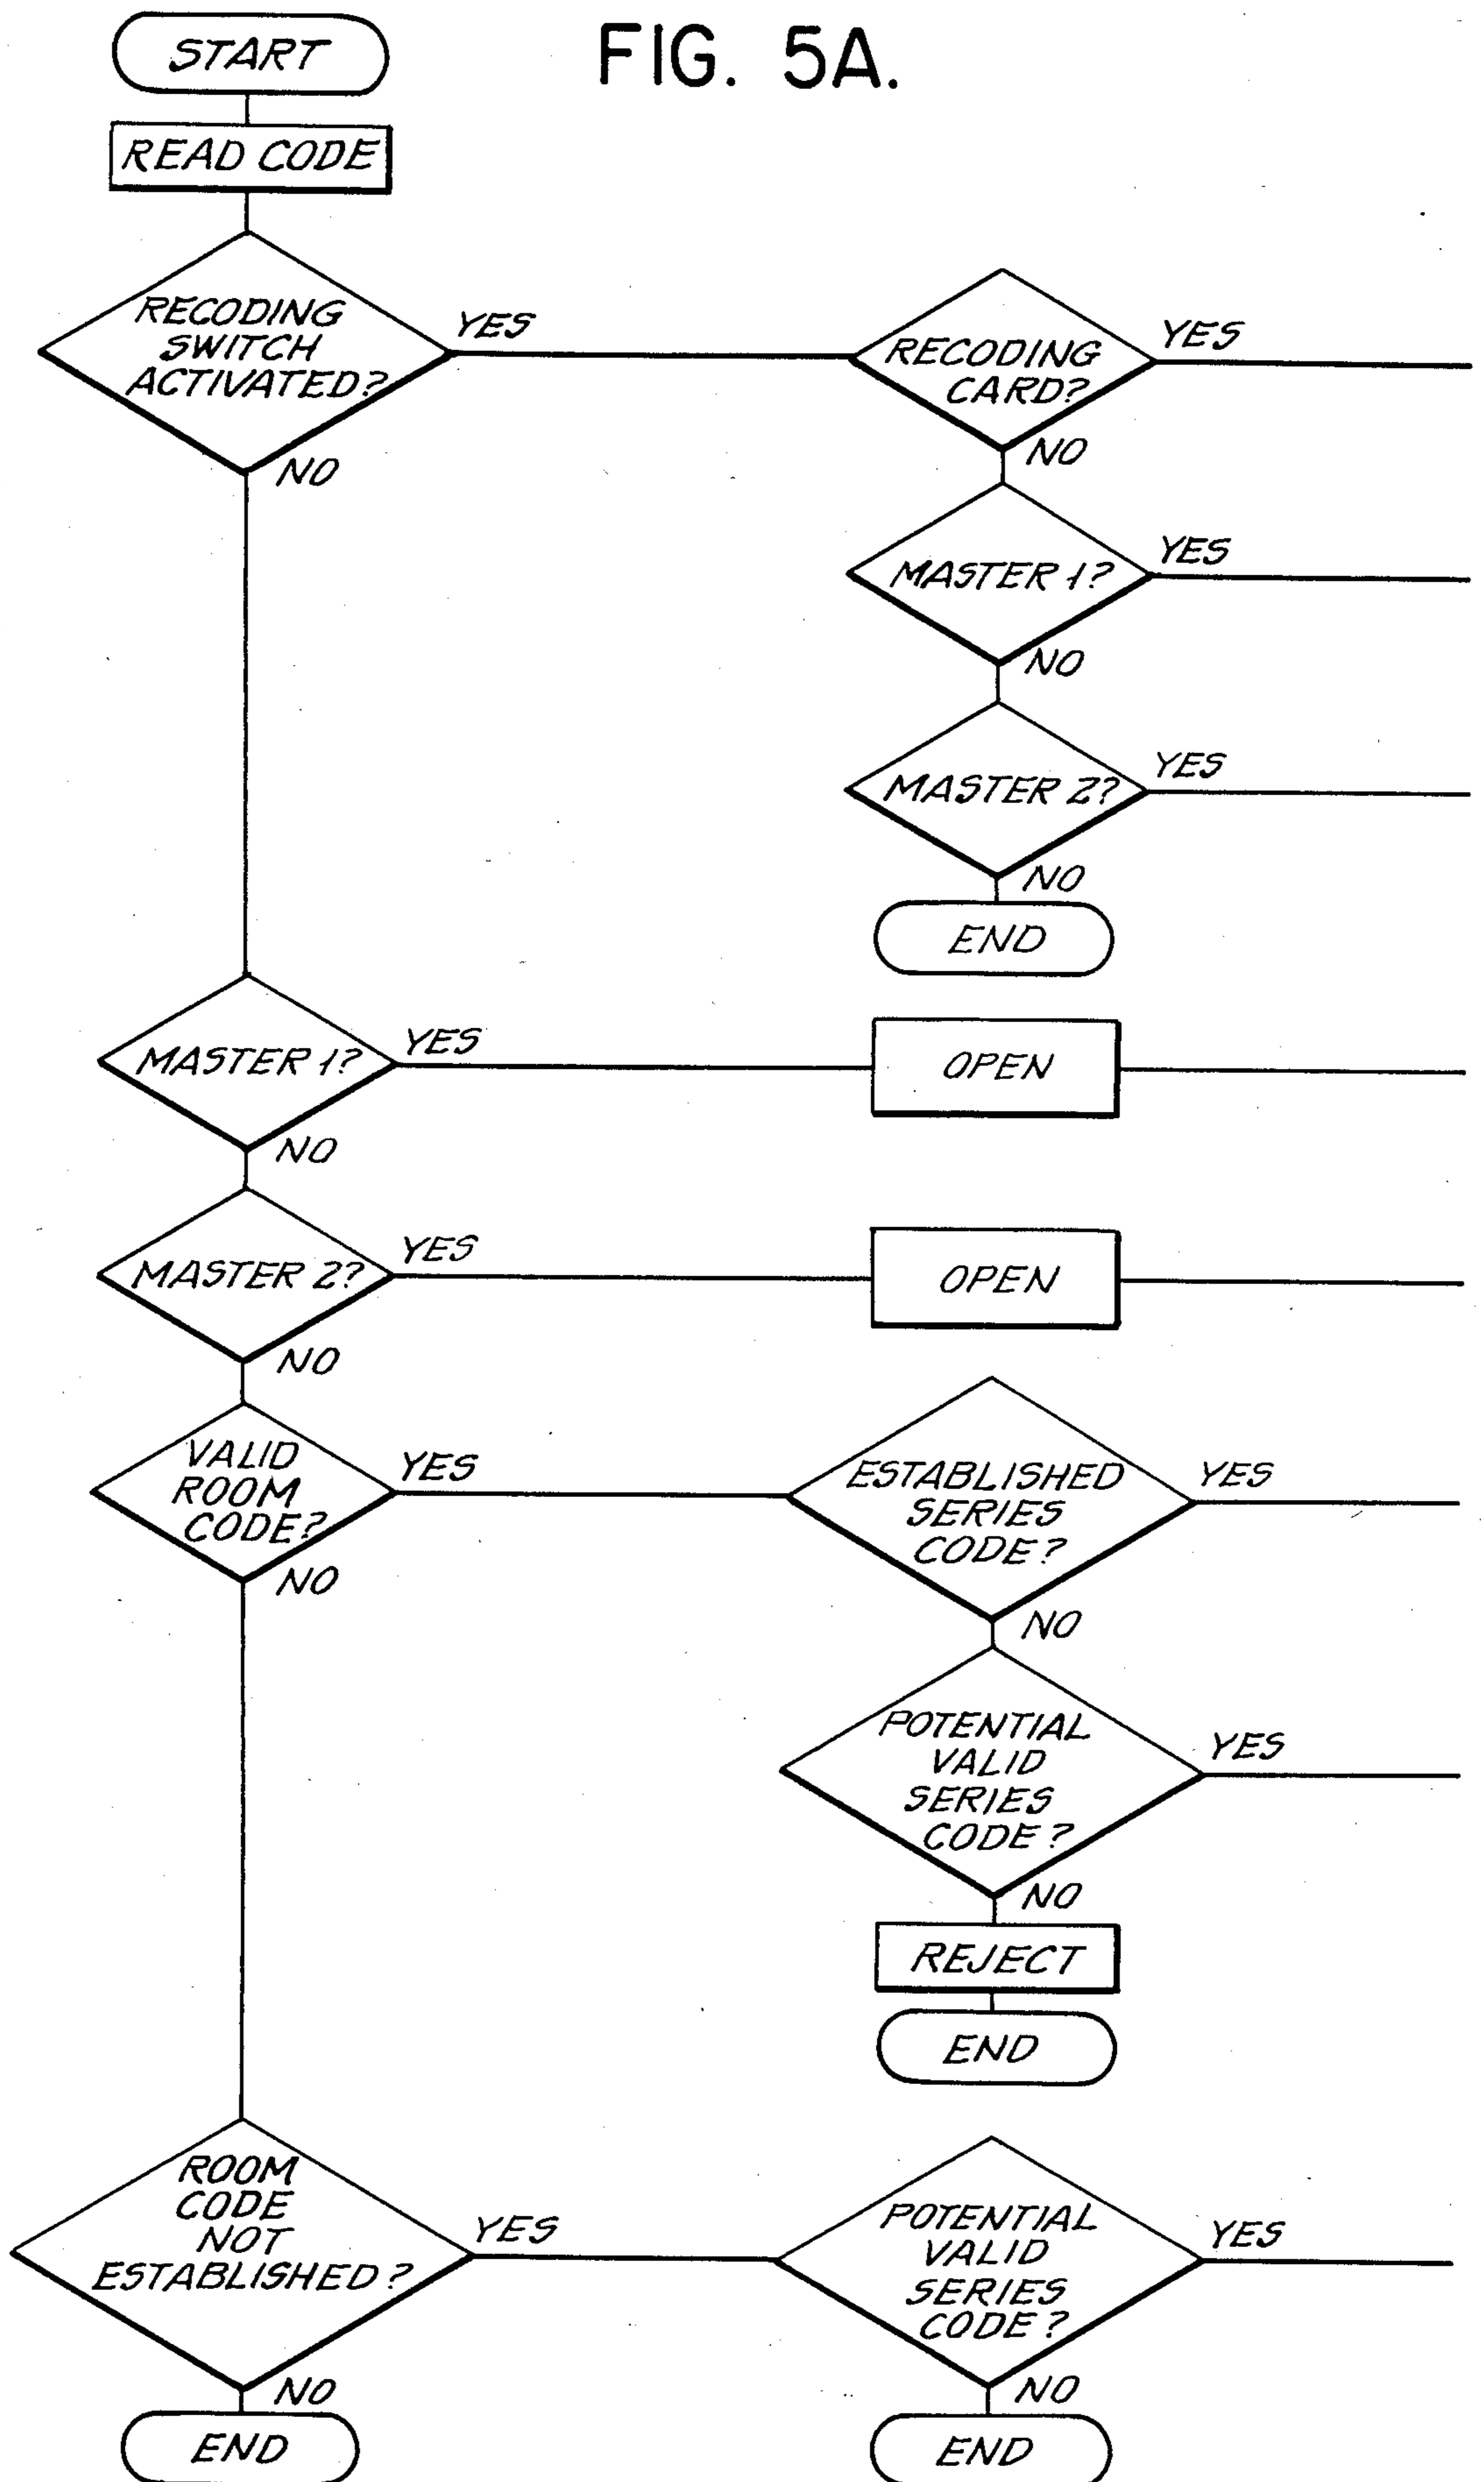 FIG. 5A.
START
READ CODE
RECODING
SWITCH
ACTIVATED?
YES
NO
RECODING
CARD?
YES
NO
MASTER 1?
YES
NO
MASTER 2?
YES
NO
END
MASTER 1?
YES
NO
OPEN
MASTER 2?
YES
NO
OPEN
VALID
ROOM
CODE?
YES
NO
ESTABLISHED
SERIES
CODE?
YES
NO
POTENTIAL
VALID
SERIES
CODE?
YES
NO
REJECT
END
ROOM
CODE
NOT
ESTABLISHED?
YES
NO
END
POTENTIAL
VALID
SERIES
CODE?
YES
NO
END